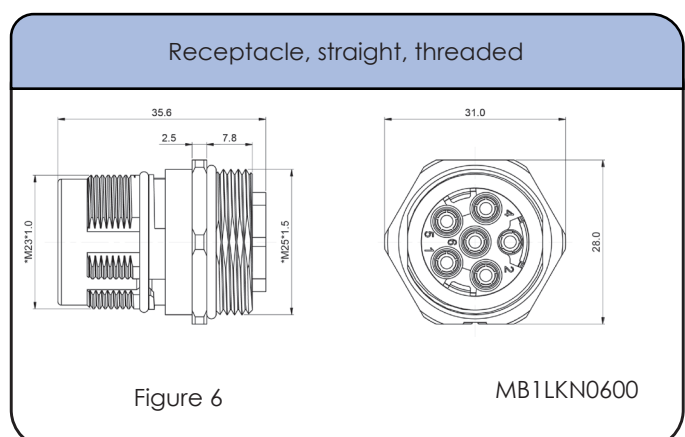 Receptacle, straight, threaded
35.6
2.5
7.8
*M23*1.0
*M25*1.5
31.0
28.0
4
5
6
1
2
Figure 6
MB1LKN0600